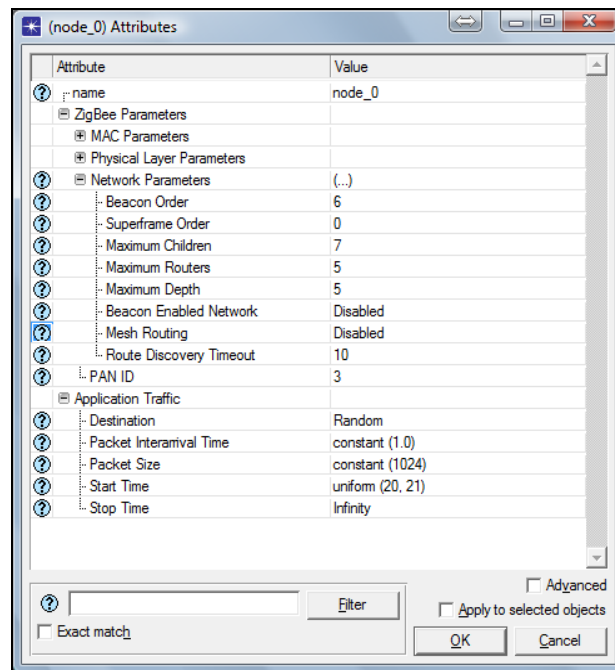 (node_0) Attributes
Attribute Value
name node_0
ZigBee Parameters
MAC Parameters
Physical Layer Parameters
Network Parameters (...)
Beacon Order 6
Superframe Order 0
Maximum Children 7
Maximum Routers 5
Maximum Depth 5
Beacon Enabled Network Disabled
Mesh Routing Disabled
Route Discovery Timeout 10
PAN ID 3
Application Traffic
Destination Random
Packet Interarrival Time constant (1.0)
Packet Size constant (1024)
Start Time uniform (20, 21)
Stop Time Infinity
Advanced
Filter
Apply to selected objects
Exact match
OK Cancel